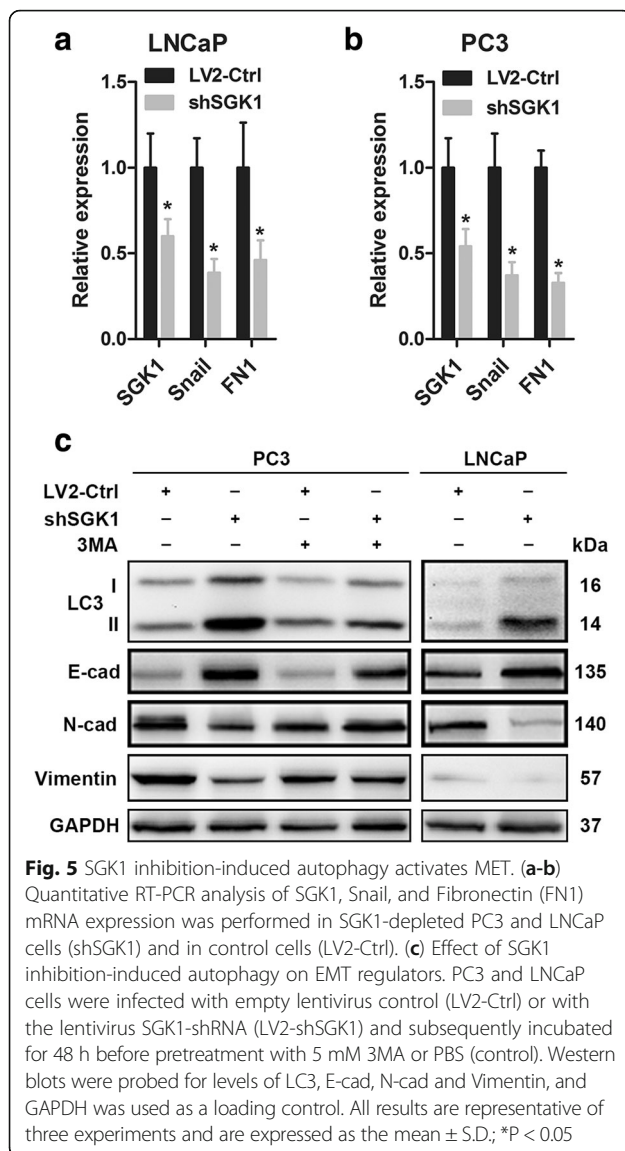 a LNCaP
b PC3
LV2-Ctrl
shSGK1
Relative expression
1.5
1.0
0.5
0.0
*
*
*
SGK1
Snail
FN1
LV2-Ctrl
shSGK1
Relative expression
1.5
1.0
0.5
0.0
*
*
*
SGK1
Snail
FN1
c
PC3 LNCaP
LV2-Ctrl + − + − + −
shSGK1 − + − + − +
3MA − − + + − − kDa
LC3
I 16
II 14
E-cad 135
N-cad 140
Vimentin 57
GAPDH 37
Fig. 5 SGK1 inhibition-induced autophagy activates MET. (a-b)
Quantitative RT-PCR analysis of SGK1, Snail, and Fibronectin (FN1)
mRNA expression was performed in SGK1-depleted PC3 and LNCaP
cells (shSGK1) and in control cells (LV2-Ctrl). (c) Effect of SGK1
inhibition-induced autophagy on EMT regulators. PC3 and LNCaP
cells were infected with empty lentivirus control (LV2-Ctrl) or with
the lentivirus SGK1-shRNA (LV2-shSGK1) and subsequently incubated
for 48 h before pretreatment with 5 mM 3MA or PBS (control). Western
blots were probed for levels of LC3, E-cad, N-cad and Vimentin, and
GAPDH was used as a loading control. All results are representative of
three experiments and are expressed as the mean ± S.D.; *P < 0.05